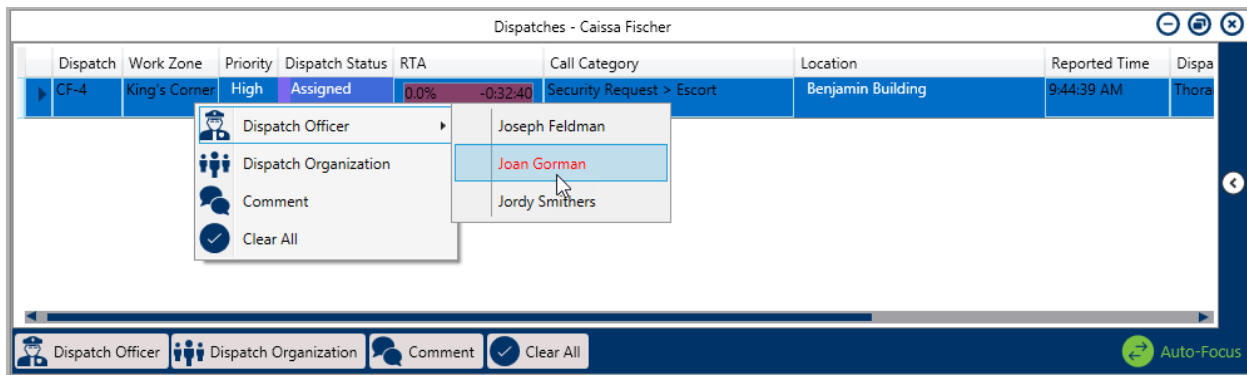 Dispatches - Caissa Fischer
Dispatch Work Zone Priority Dispatch Status RTA Call Category Location Reported Time Dispa
CF-4 King's Corner High Assigned 0.0% -0:32:40 Security Request > Escort Benjamin Building 9:44:39 AM Thora
Dispatch Officer Joseph Feldman
Dispatch Organization Joan Gorman
Comment Jordy Smithers
Clear All
Dispatch Officer Dispatch Organization Comment Clear All Auto-Focus